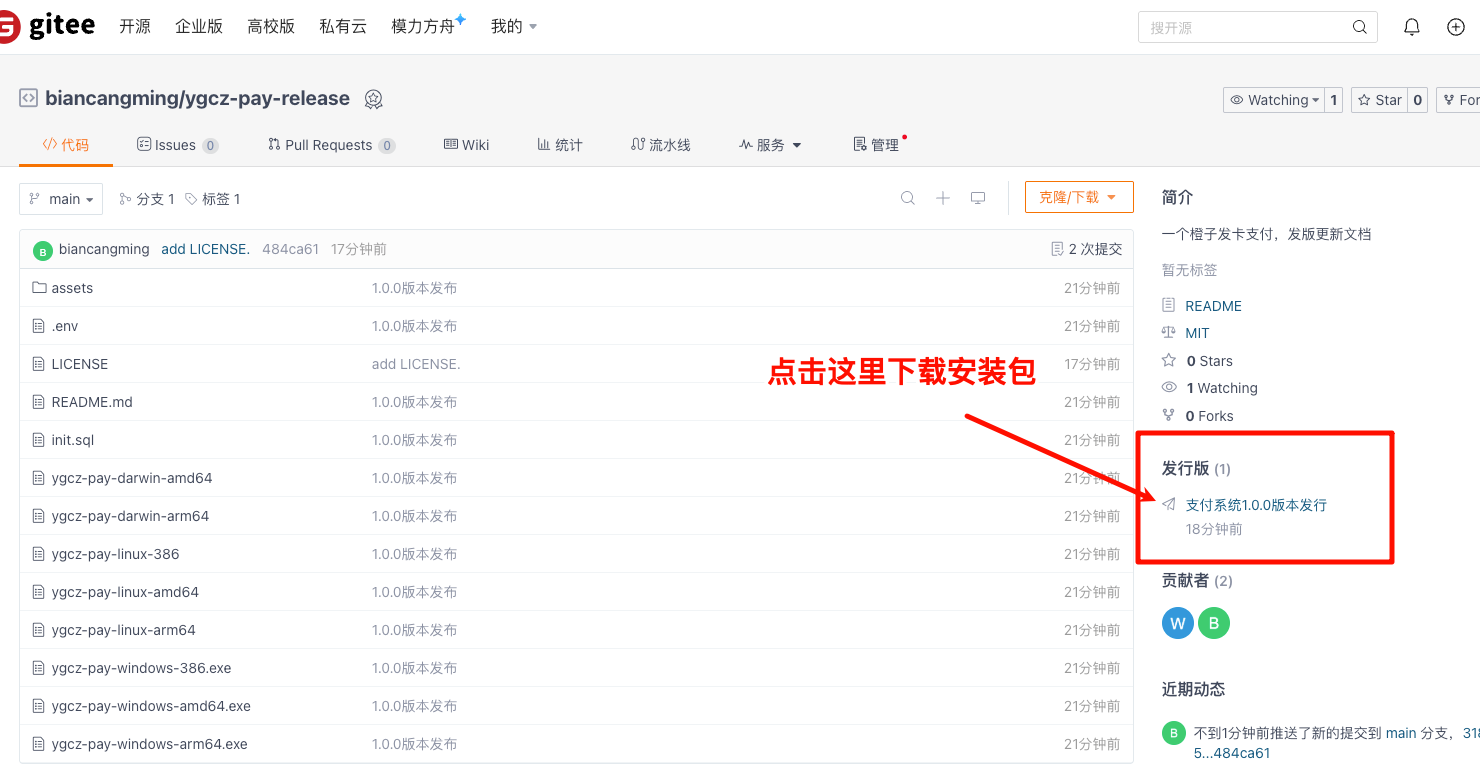 gitee 开源 企业版 高校版 私有云 模力方舟 我的 搜开源
biancangming/ygcz-pay-release Watching 1 Star 0 For
代码 Issues 0 Pull Requests 0 Wiki 统计 流水线 服务 管理
main 分支 1 标签 1 克隆/下载
B biancangming add LICENSE. 484ca61 17分钟前 2 次提交
assets 1.0.0版本发布 21分钟前
.env 1.0.0版本发布 21分钟前
LICENSE add LICENSE. 17分钟前
README.md 1.0.0版本发布 21分钟前
init.sql 1.0.0版本发布 21分钟前
ygcz-pay-darwin-amd64 1.0.0版本发布 21分钟前
ygcz-pay-darwin-arm64 1.0.0版本发布 21分钟前
ygcz-pay-linux-386 1.0.0版本发布 21分钟前
ygcz-pay-linux-amd64 1.0.0版本发布 21分钟前
ygcz-pay-linux-arm64 1.0.0版本发布 21分钟前
ygcz-pay-windows-386.exe 1.0.0版本发布 21分钟前
ygcz-pay-windows-amd64.exe 1.0.0版本发布 21分钟前
ygcz-pay-windows-arm64.exe 1.0.0版本发布 21分钟前
点击这里下载安装包
简介
一个橙子发卡支付，发版更新文档
暂无标签
README
MIT
0 Stars
1 Watching
0 Forks
发行版 (1)
支付系统1.0.0版本发行
18分钟前
贡献者 (2)
W B
近期动态
B 不到1分钟前推送了新的提交到 main 分支，318
5...484ca61